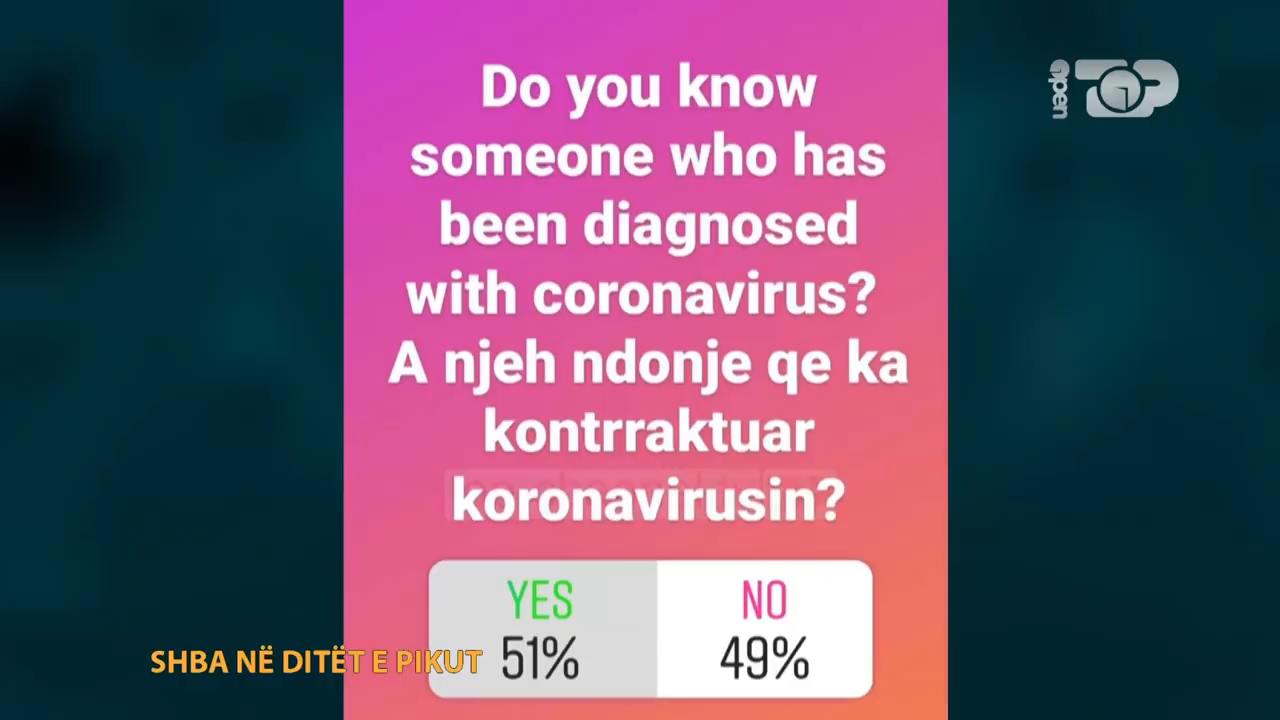 Do you know
someone who has
been diagnosed
with coronavirus?
A njeh ndonje qe ka
kontrraktuar
koronavirusin?
YES
51%
NO
49%
SHBA NË DITËT E PIKUT
open
TOP